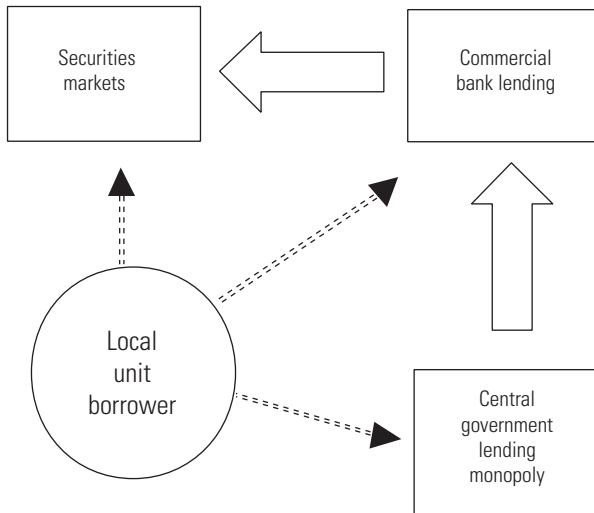 Securities
markets
Commercial
bank lending
Local
unit
borrower
Central
government
lending
monopoly